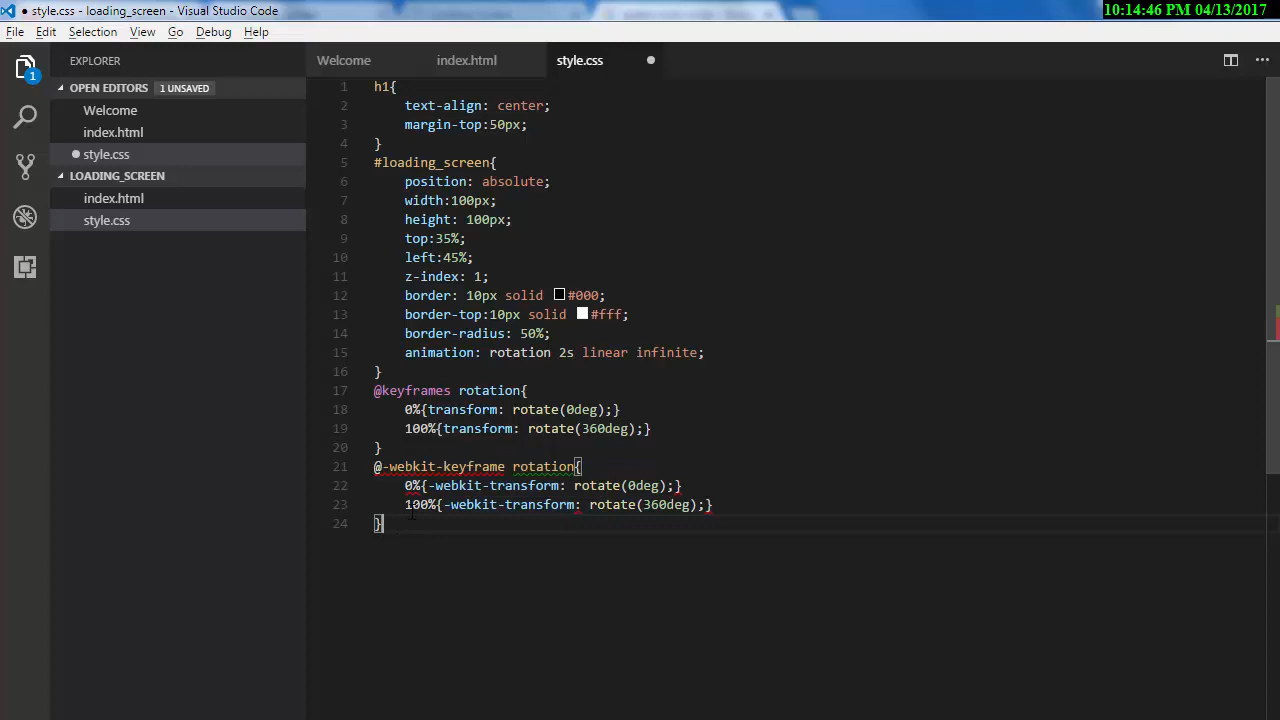 ● style.css - loading_screen - Visual Studio Code
10:14:46 PM 04/13/2017
File Edit Selection View Go Debug Help
EXPLORER
Welcome index.html style.css
OPEN EDITORS 1 UNSAVED
Welcome
index.html
style.css
LOADING_SCREEN
index.html
style.css
1
1 h1{
2 text-align: center;
3 margin-top:50px;
4 }
5 #loading_screen{
6 position: absolute;
7 width:100px;
8 height: 100px;
9 top:35%;
10 left:45%;
11 z-index: 1;
12 border: 10px solid #000;
13 border-top:10px solid #fff;
14 border-radius: 50%;
15 animation: rotation 2s linear infinite;
16 }
17 @keyframes rotation{
18 0%{transform: rotate(0deg);}
19 100%{transform: rotate(360deg);}
20 }
21 @-webkit-keyframe rotation{
22 0%{-webkit-transform: rotate(0deg);}
23 100%{-webkit-transform: rotate(360deg);}
24 }